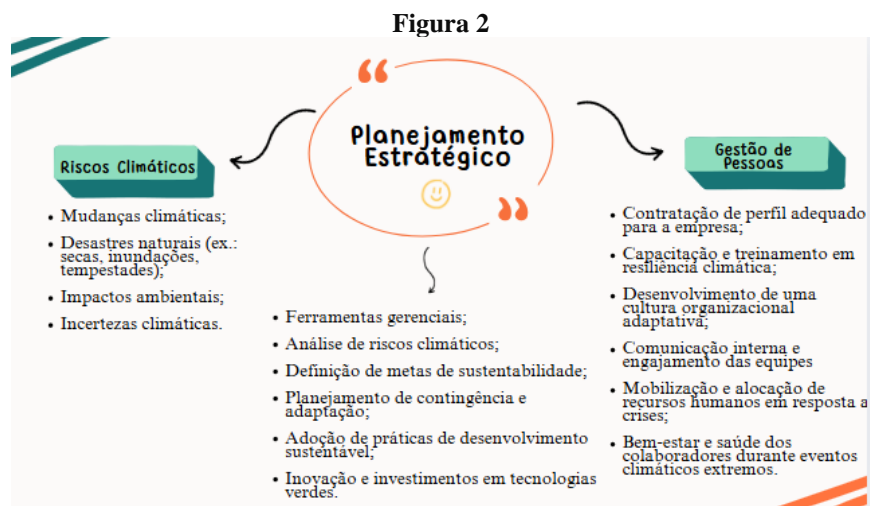 Figura 2
Planejamento
Estratégico
Riscos Climáticos
• Mudanças climáticas;
• Desastres naturais (ex.:
secas, inundações,
tempestades);
• Impactos ambientais;
• Incertezas climáticas.
• Ferramentas gerenciais;
• Análise de riscos climáticos;
• Definição de metas de sustentabilidade;
• Planejamento de contingência e
adaptação;
• Adoção de práticas de desenvolvimento
sustentável;
• Inovação e investimentos em tecnologias
verdes.
Gestão de
Pessoas
• Contratação de perfil adequado
para a empresa;
• Capacitação e treinamento em
resiliência climática;
• Desenvolvimento de uma
cultura organizacional
adaptativa;
• Comunicação interna e
engajamento das equipes
• Mobilização e alocação de
recursos humanos em resposta a
crises;
• Bem-estar e saúde dos
colaboradores durante eventos
climáticos extremos.